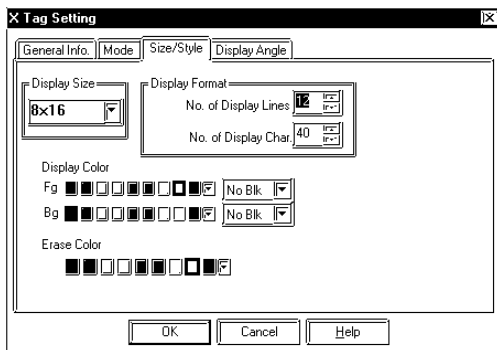 X Tag Setting
General Info. Mode Size/Style Display Angle
Display Size
8x16
Display Format
No. of Display Lines 12
No. of Display Char. 40
Display Color
Fg No Blk
Bg No Blk
Erase Color
OK Cancel Help